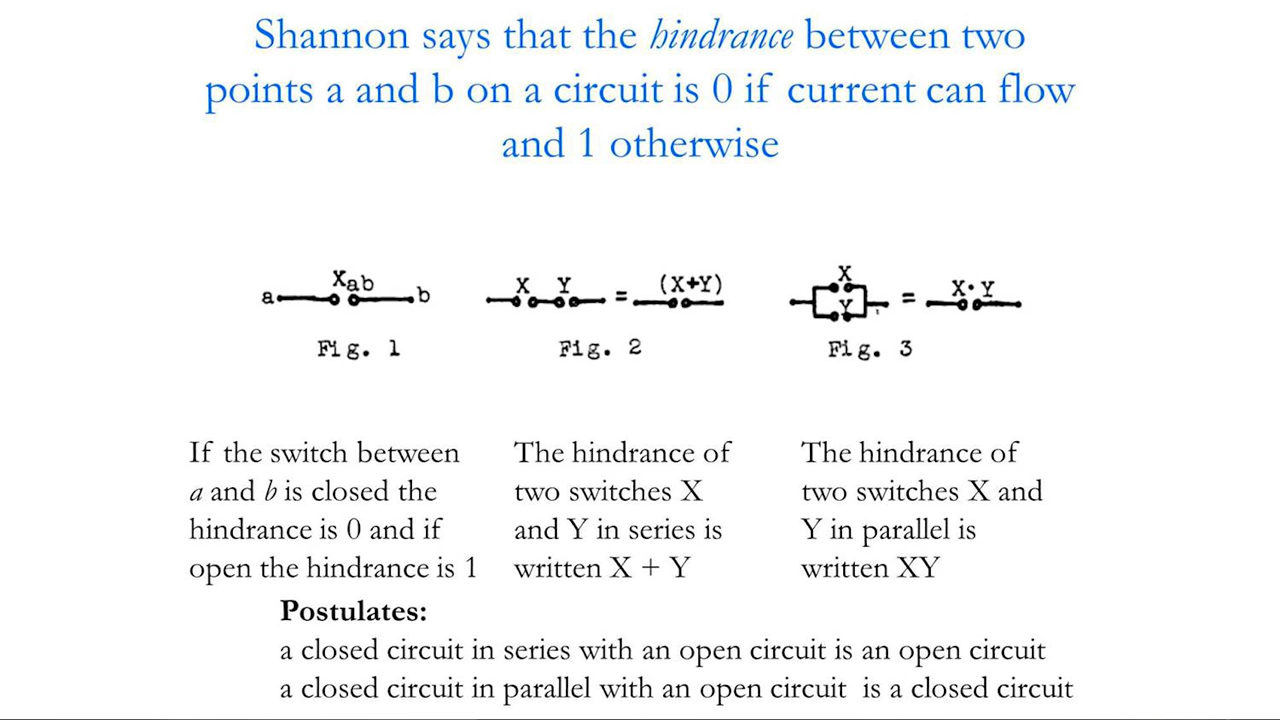 Shannon says that the hindrance between two
points a and b on a circuit is 0 if current can flow
and 1 otherwise
a Xab b
X Y = (X+Y)
X Y = X·Y
Fig. 1
Fig. 2
Fig. 3
If the switch between
a and b is closed the
hindrance is 0 and if
open the hindrance is 1
The hindrance of
two switches X
and Y in series is
written X + Y
The hindrance of
two switches X and
Y in parallel is
written XY
Postulates:
a closed circuit in series with an open circuit is an open circuit
a closed circuit in parallel with an open circuit is a closed circuit